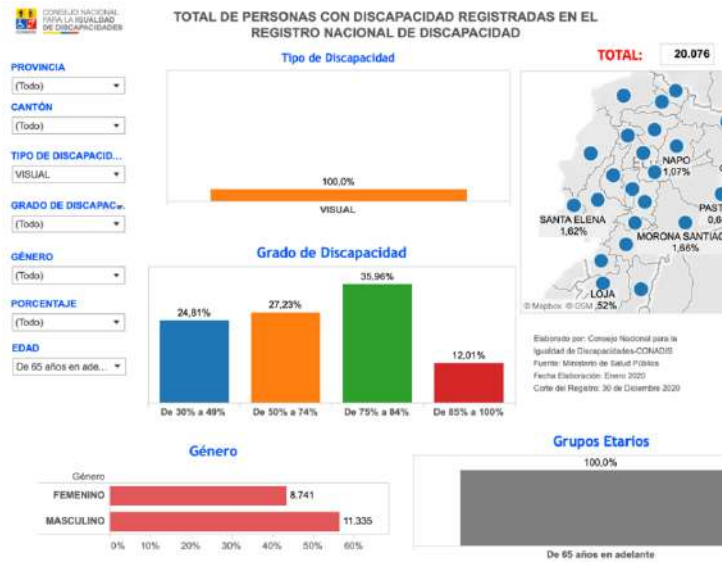 CONSEJO NACIONAL
PARA LA IGUALDAD
DE DISCAPACIDADES
TOTAL DE PERSONAS CON DISCAPACIDAD REGISTRADAS EN EL
REGISTRO NACIONAL DE DISCAPACIDAD
TOTAL: 20.076
PROVINCIA
(Todo)
CANTÓN
(Todo)
TIPO DE DISCAPACID...
VISUAL
GRADO DE DISCAPAC..
(Todo)
GÉNERO
(Todo)
PORCENTAJE
(Todo)
EDAD
De 65 años en ade...
Tipo de Discapacidad
100,0%
VISUAL
NAPO
1,07%
SANTA ELENA
1,62%
PAST
0,6
MORONA SANTIAG
1,66%
LOJA
,52%
© Mapbox © OSM
Grado de Discapacidad
24,81%
27,23%
35,96%
12,01%
De 30% a 49%
De 50% a 74%
De 75% a 84%
De 85% a 100%
Elaborado por: Consejo Nacional para la
Igualdad de Discapacidades-CONADIS
Fuente: Ministerio de Salud Pública
Fecha Elaboración: Enero 2020
Corte del Registro: 30 de Diciembre 2020
Género
Género
FEMENINO 8.741
MASCULINO 11.335
0% 10% 20% 30% 40% 50% 60%
Grupos Etarios
100,0%
De 65 años en adelante